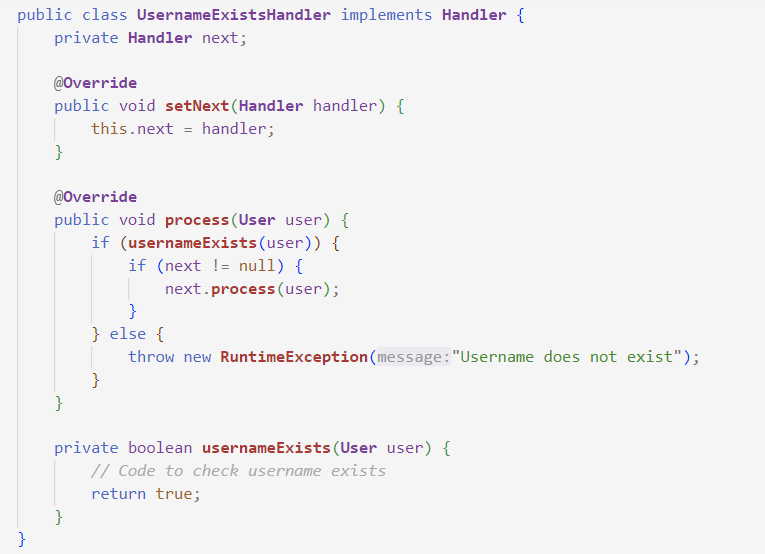 public class UsernameExistsHandler implements Handler {
    private Handler next;

    @Override
    public void setNext(Handler handler) {
        this.next = handler;
    }

    @Override
    public void process(User user) {
        if (usernameExists(user)) {
            if (next != null) {
                next.process(user);
            }
        } else {
            throw new RuntimeException(message:"Username does not exist");
        }
    }

    private boolean usernameExists(User user) {
        // Code to check username exists
        return true;
    }
}